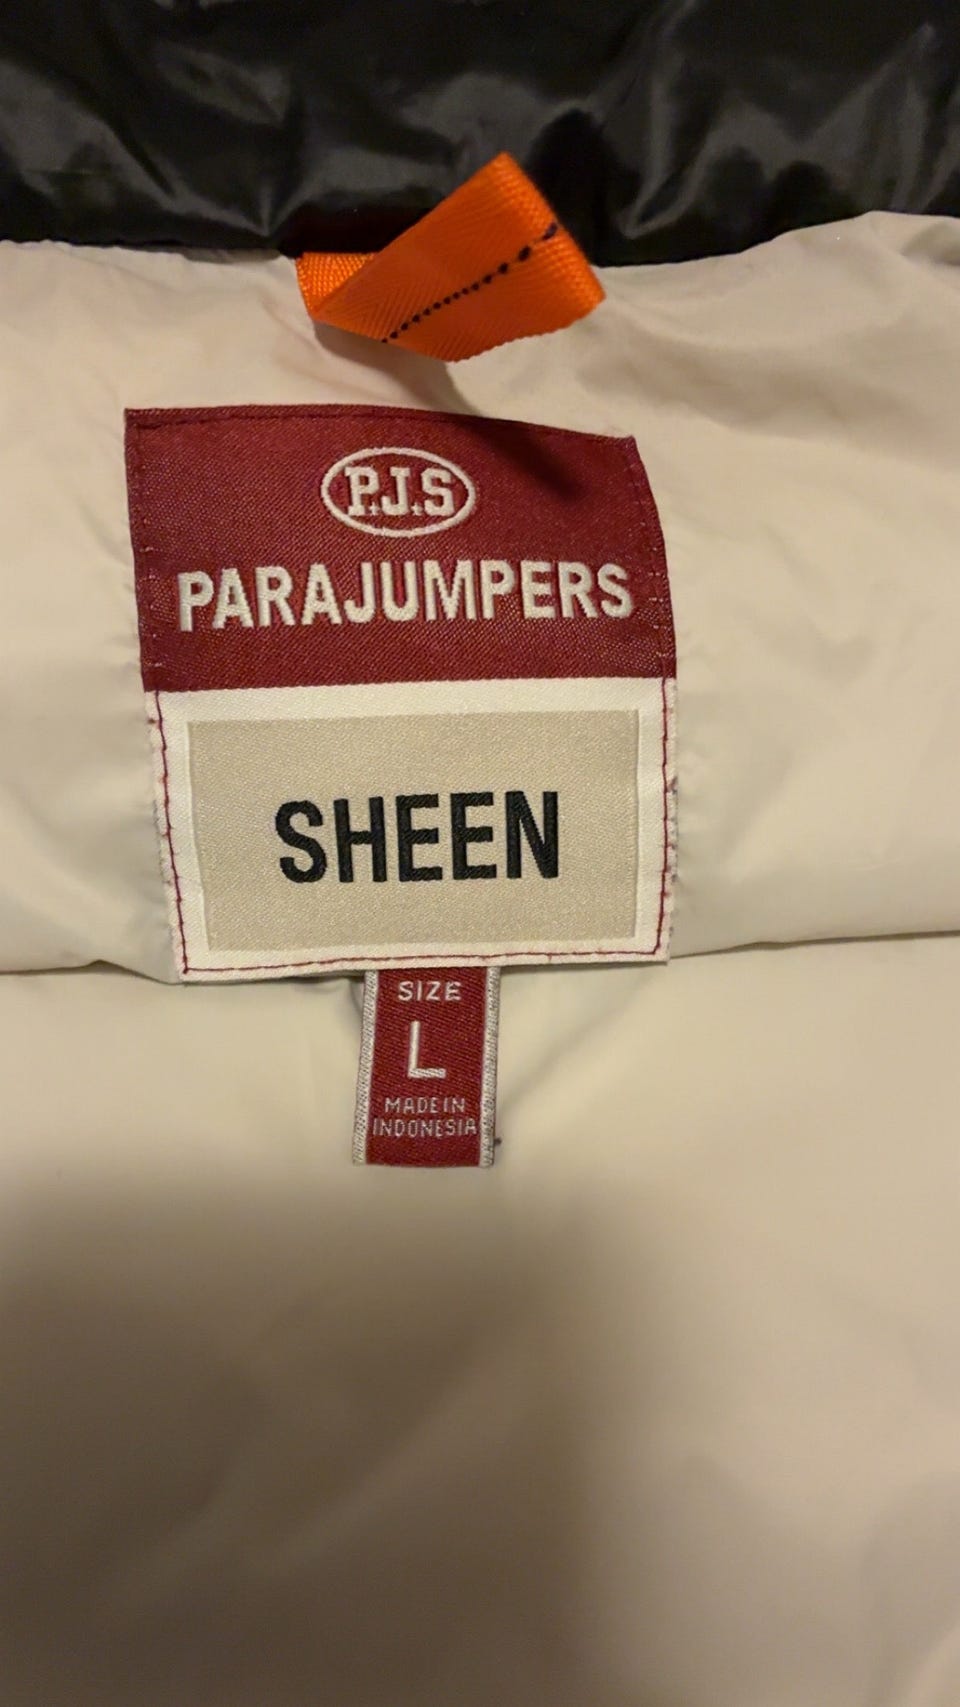 P.J.S
PARAJUMPERS
SHEEN
SIZE
L
MADE IN
INDONESIA